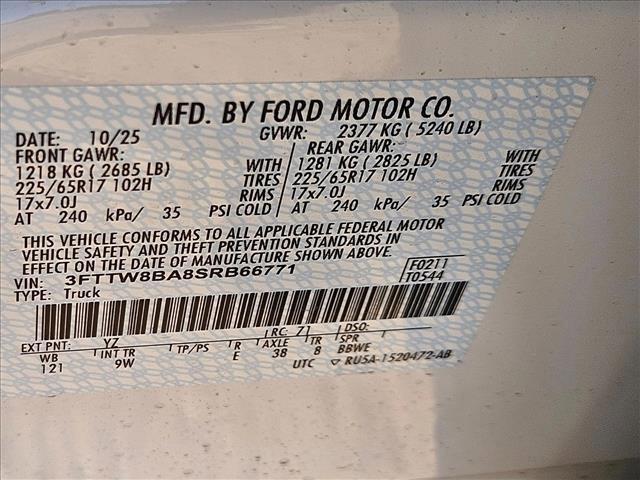 MFD. BY FORD MOTOR CO.
DATE: 10/25 GVWR: 2377 KG ( 5240 LB)
FRONT GAWR: REAR GAWR:
1218 KG ( 2685 LB) WITH 1281 KG ( 2825 LB) WITH
225/65R17 102H TIRES 225/65R17 102H TIRES
17x7.0J RIMS 17x7.0J RIMS
AT 240 kPa/ 35 PSI COLD AT 240 kPa/ 35 PSI COLD
THIS VEHICLE CONFORMS TO ALL APPLICABLE FEDERAL MOTOR
VEHICLE SAFETY AND THEFT PREVENTION STANDARDS IN
EFFECT ON THE DATE OF MANUFACTURE SHOWN ABOVE.
VIN: 3FTTW8BA8SRB66771 F0211
TYPE: Truck T0544
EXT PNT: YZ RC: 71 DSO:
WB INT TR TP/PS R AXLE TR SPR
121 9W E 38 8 BBWE
UTC RU5A-1520472-AB